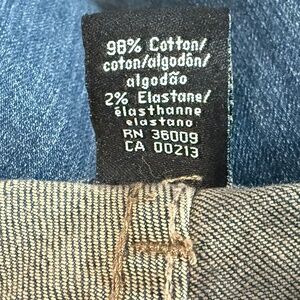 98% Cotton/
coton/algodón/
algodão
2% Elastane/
élasthanne
elastano
RN 36009
CA 00213